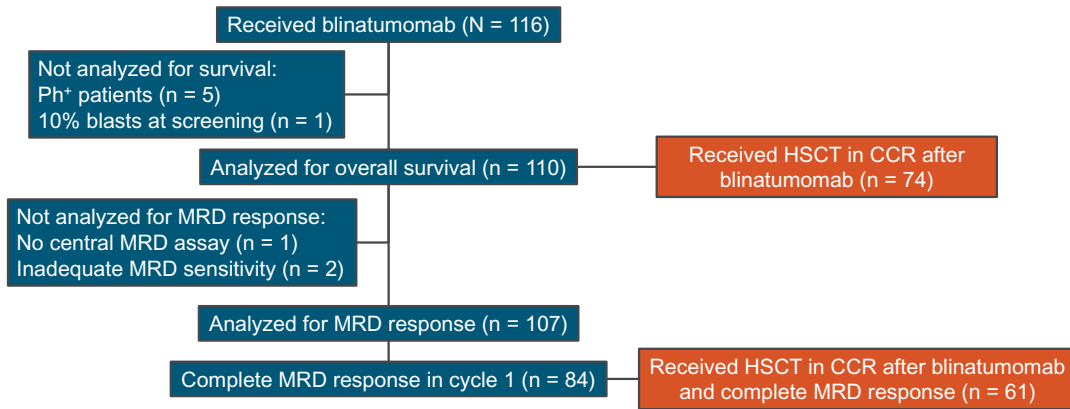 Received blinatumomab (N = 116)
Not analyzed for survival:
Ph⁺ patients (n = 5)
10% blasts at screening (n = 1)
Analyzed for overall survival (n = 110)
Received HSCT in CCR after
blinatumomab (n = 74)
Not analyzed for MRD response:
No central MRD assay (n = 1)
Inadequate MRD sensitivity (n = 2)
Analyzed for MRD response (n = 107)
Complete MRD response in cycle 1 (n = 84)
Received HSCT in CCR after blinatumomab
and complete MRD response (n = 61)